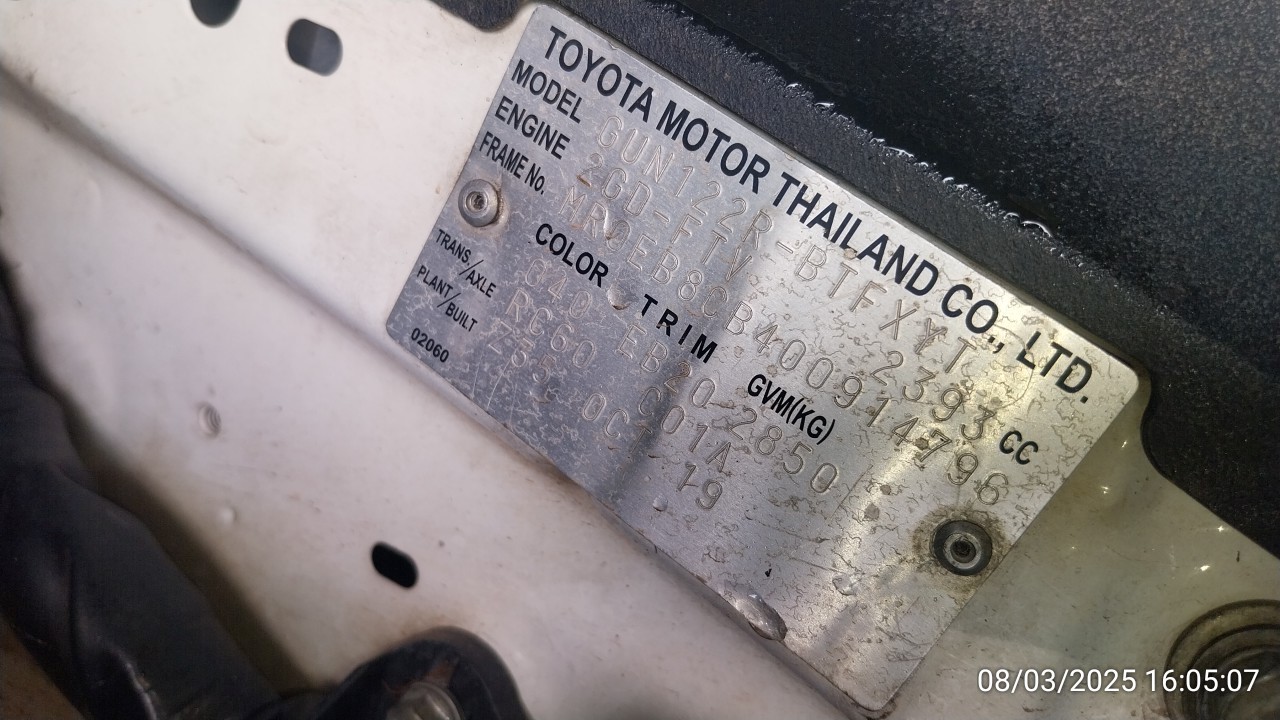 TOYOTA MOTOR THAILAND CO., LTD.
MODEL GUN122R-BTFXYT
ENGINE 2GD-FTV 2393 CC
FRAME No. MR0EB8CB400914796
COLOR TRIM GVM(KG)
040 EB20 2850
TRANS/AXLE RC60 C01A
PLANT/BUILT 19
02060
08/03/2025 16:05:07